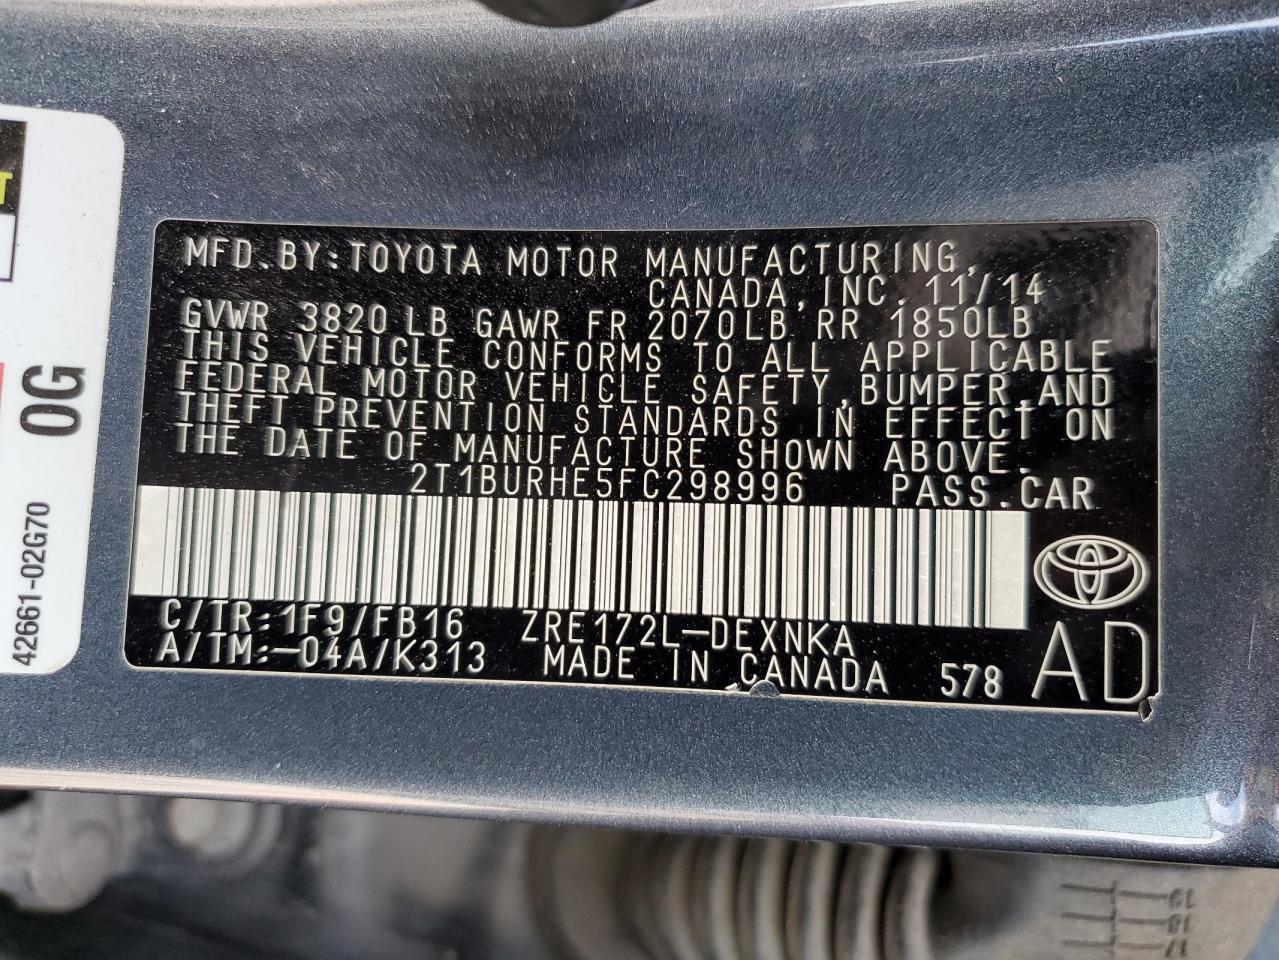 MFD.BY:TOYOTA MOTOR MANUFACTURING,
CANADA,INC. 11/14
GVWR 3820 LB GAWR FR 2070LB RR 1850LB
THIS VEHICLE CONFORMS TO ALL APPLICABLE
FEDERAL MOTOR VEHICLE SAFETY,BUMPER,AND
THEFT PREVENTION STANDARDS IN EFFECT ON
THE DATE OF MANUFACTURE SHOWN ABOVE.
2T1BURHE5FC298996 PASS.CAR
C/TR:1F9/FB16 ZRE172L-DEXNKA
A/TM:-04A/K313 MADE IN CANADA 578 AD
0G
42661-02G70